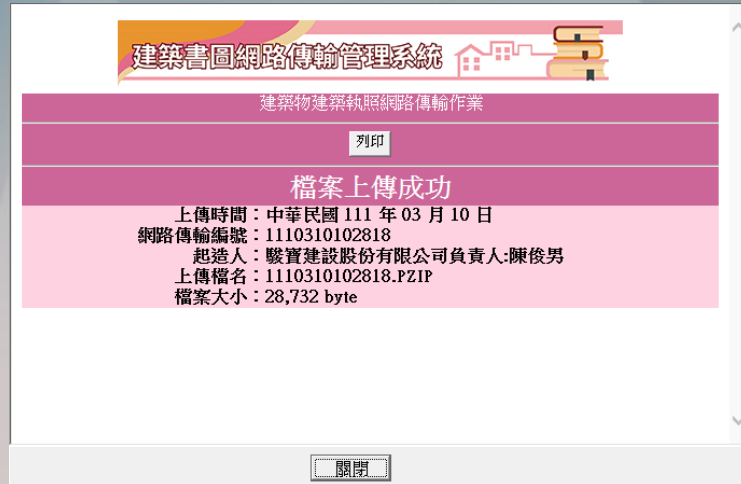 建築書圖網路傳輸管理系統
建築物建築執照網路傳輸作業
列印
檔案上傳成功
上傳時間：中華民國 111 年 03 月 10 日
網路傳輸編號：1110310102818
起造人：駿寶建設股份有限公司負責人:陳俊男
上傳檔名：1110310102818.PZIP
檔案大小：28,732 byte
關閉